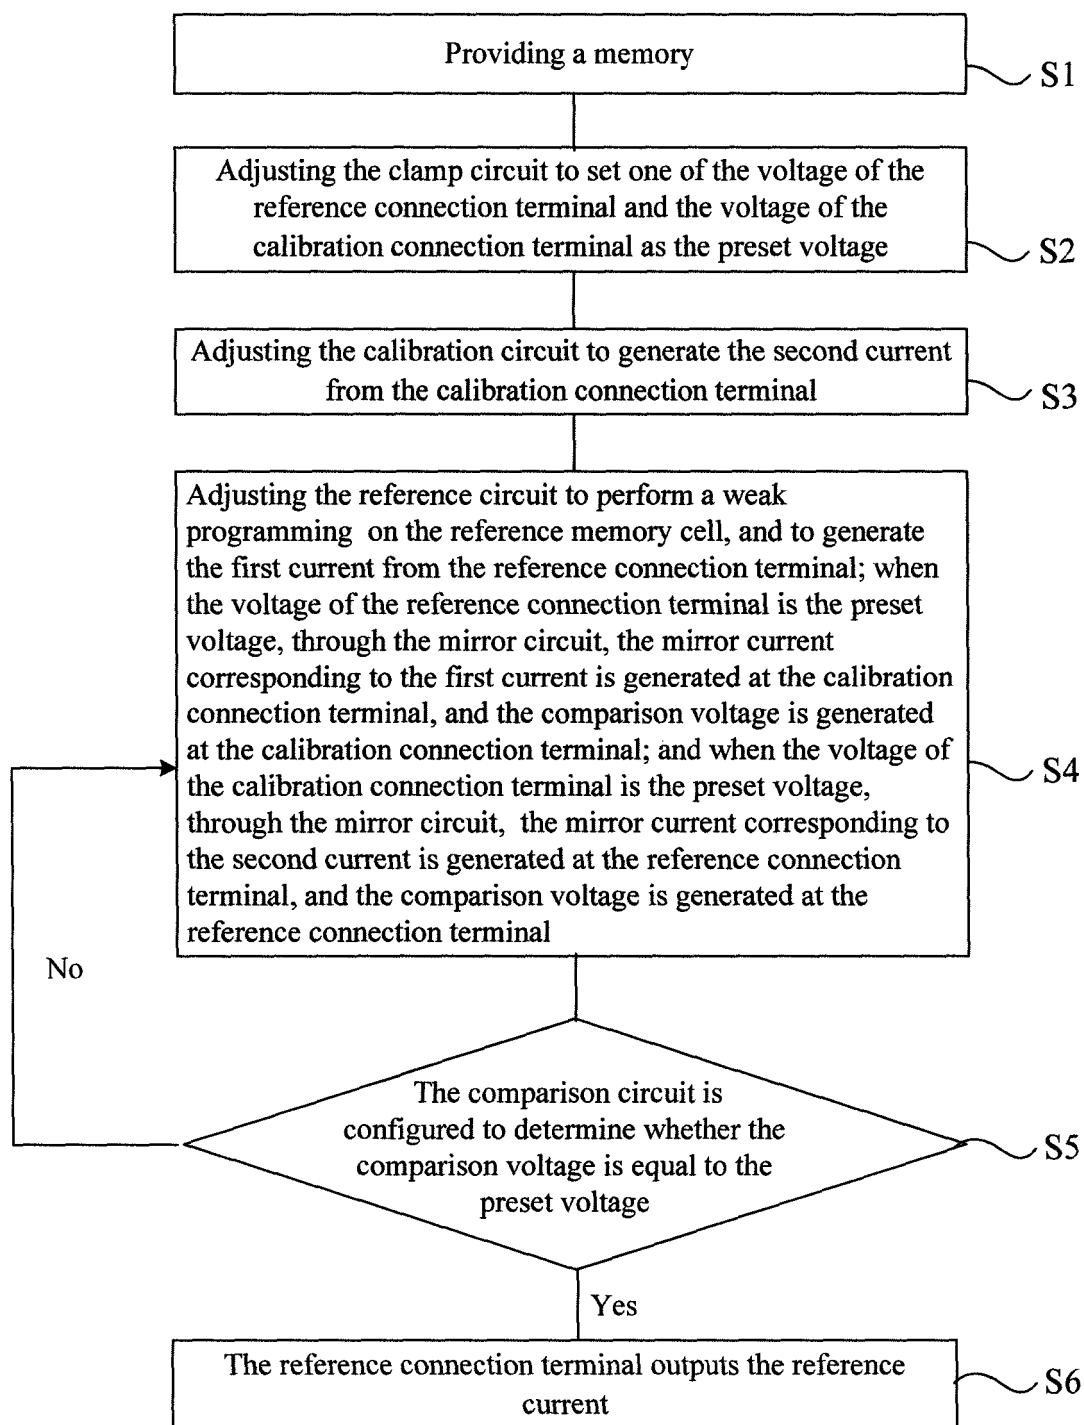 Providing a memory
S1
Adjusting the clamp circuit to set one of the voltage of the
reference connection terminal and the voltage of the
calibration connection terminal as the preset voltage
S2
Adjusting the calibration circuit to generate the second current
from the calibration connection terminal
S3
Adjusting the reference circuit to perform a weak
programming on the reference memory cell, and to generate
the first current from the reference connection terminal; when
the voltage of the reference connection terminal is the preset
voltage, through the mirror circuit, the mirror current
corresponding to the first current is generated at the calibration
connection terminal, and the comparison voltage is generated
at the calibration connection terminal; and when the voltage of
the calibration connection terminal is the preset voltage,
through the mirror circuit, the mirror current corresponding to
the second current is generated at the reference connection
terminal, and the comparison voltage is generated at the
reference connection terminal
S4
No
The comparison circuit is
configured to determine whether the
comparison voltage is equal to the
preset voltage
S5
Yes
The reference connection terminal outputs the reference
current
S6